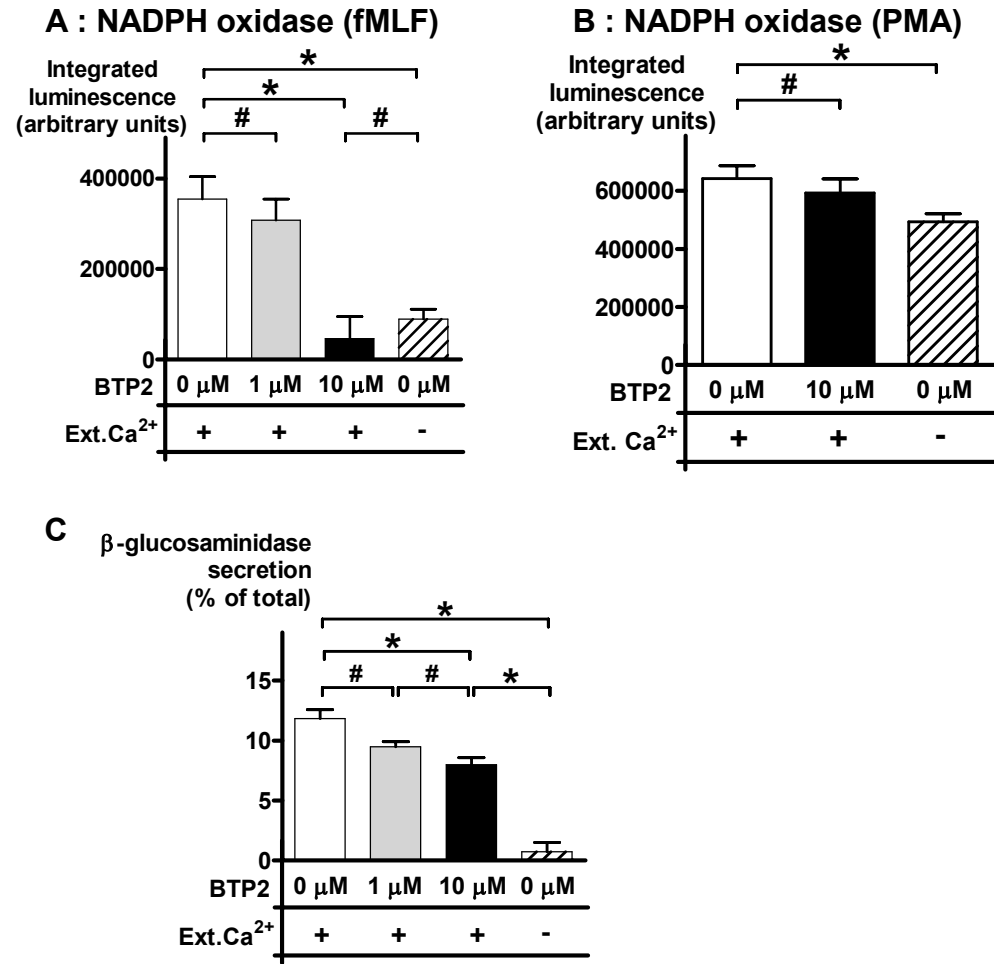 A : NADPH oxidase (fMLF)
Integrated
luminescence
(arbitrary units)
*
*
# #
400000
200000
0
BTP2 0 μM 1 μM 10 μM 0 μM
Ext.Ca²⁺ + + + -
B : NADPH oxidase (PMA)
Integrated
luminescence
(arbitrary units)
*
#
600000
400000
200000
0
BTP2 0 μM 10 μM 0 μM
Ext. Ca²⁺ + + -
C
β-glucosaminidase
secretion
(% of total)
*
*
# # *
15
10
5
0
BTP2 0 μM 1 μM 10 μM 0 μM
Ext.Ca²⁺ + + + -